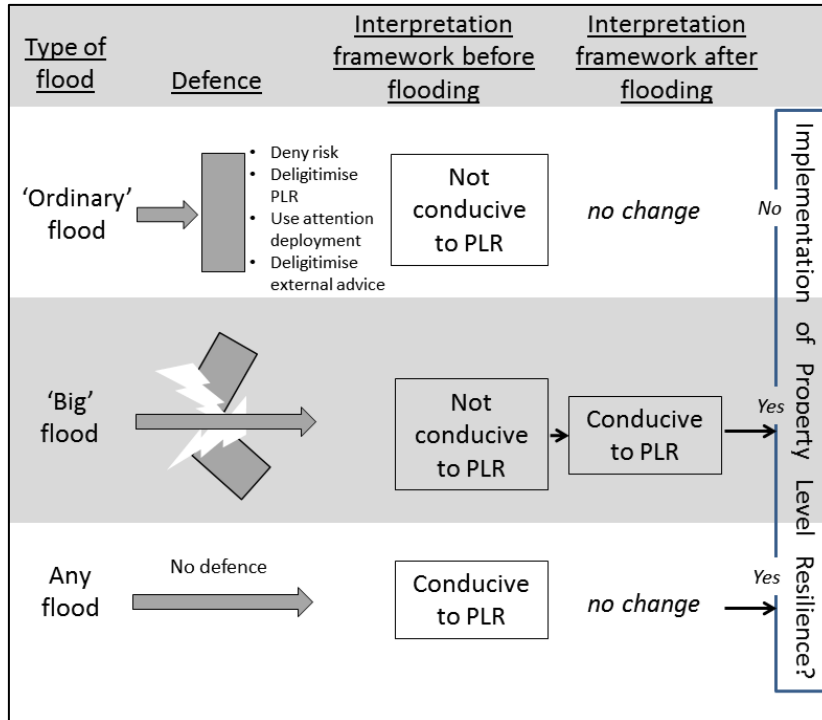 Type of
flood
Defence
Interpretation
framework before
flooding
Interpretation
framework after
flooding
'Ordinary'
flood
• Deny risk
• Deligitimise
PLR
• Use attention
deployment
• Deligitimise
external advice
Not
conducive
to PLR
no change
No
'Big'
flood
Not
conducive
to PLR
Conducive
to PLR
Yes
Any
flood
No defence
Conducive
to PLR
no change
Yes
Implementation of Property Level Resilience?